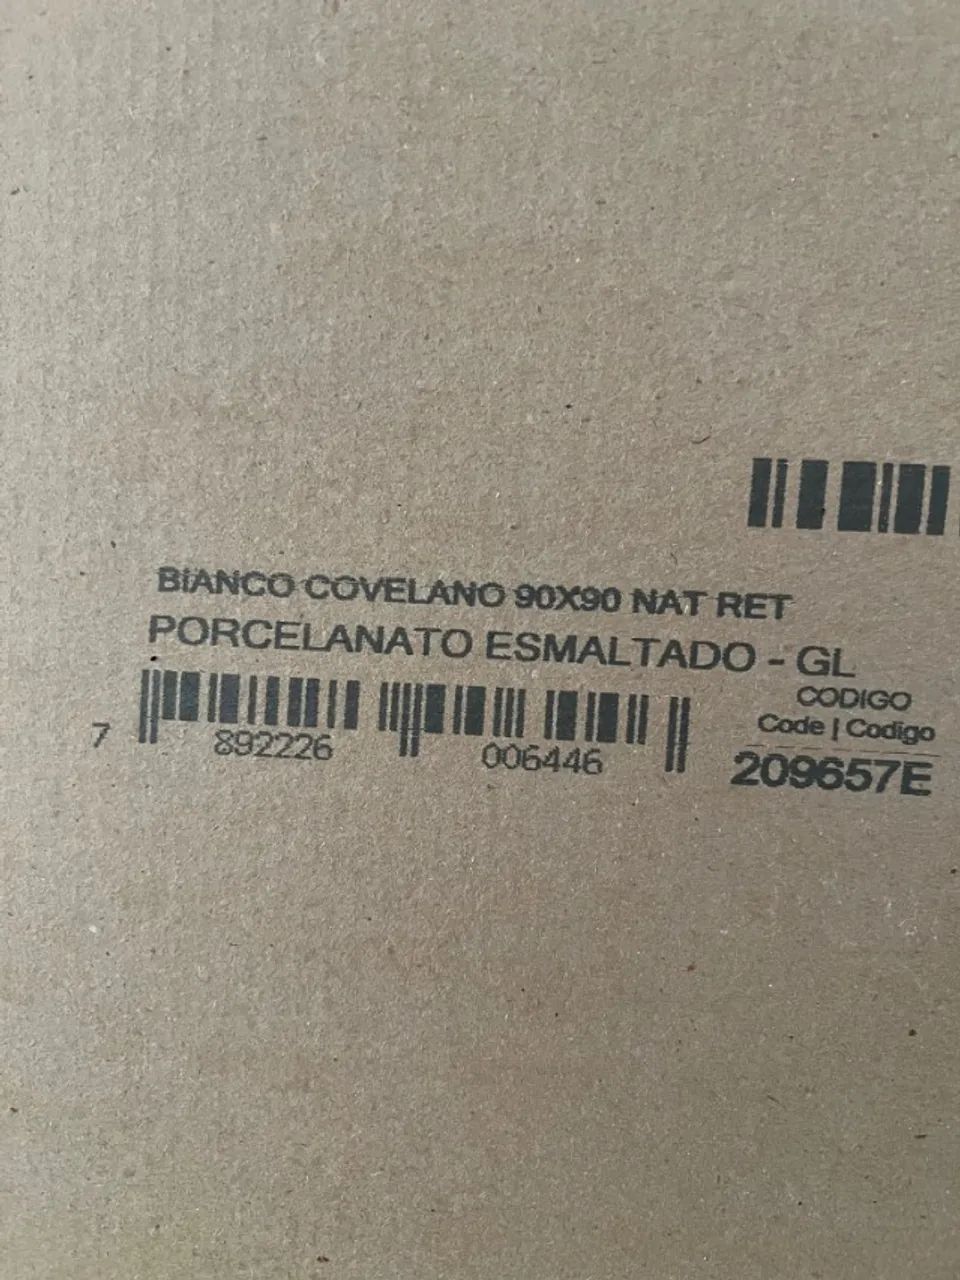 BIANCO COVELANO 90X90 NAT RET
PORCELANATO ESMALTADO - GL
CODIGO
Code | Codigo
209657E
7 892226 006446